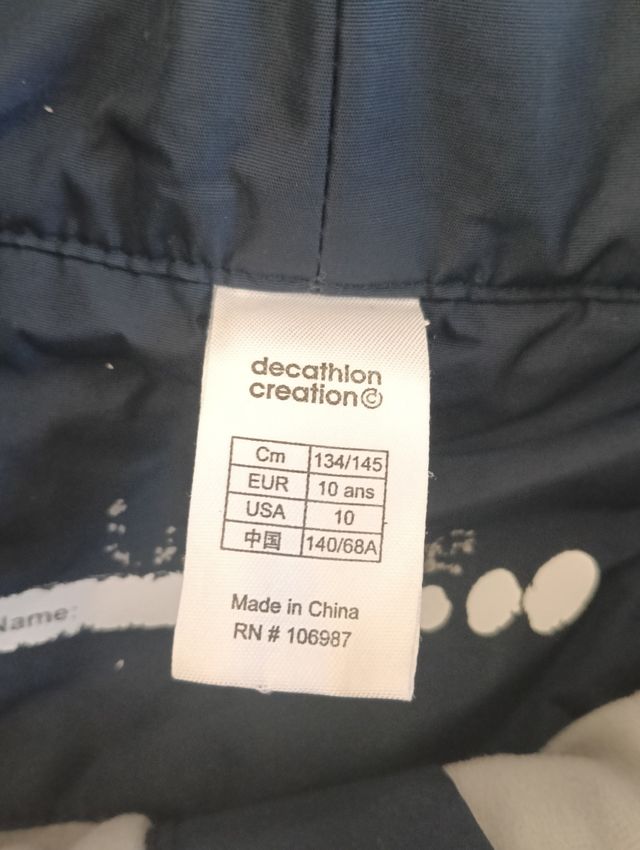 decathlon
creation©
Cm 134/145
EUR 10 ans
USA 10
中国 140/68A
Made in China
RN # 106987
Name: